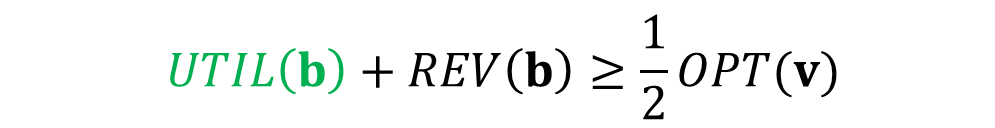 UTIL(b) + REV(b) ≥ 1/2 OPT(v)